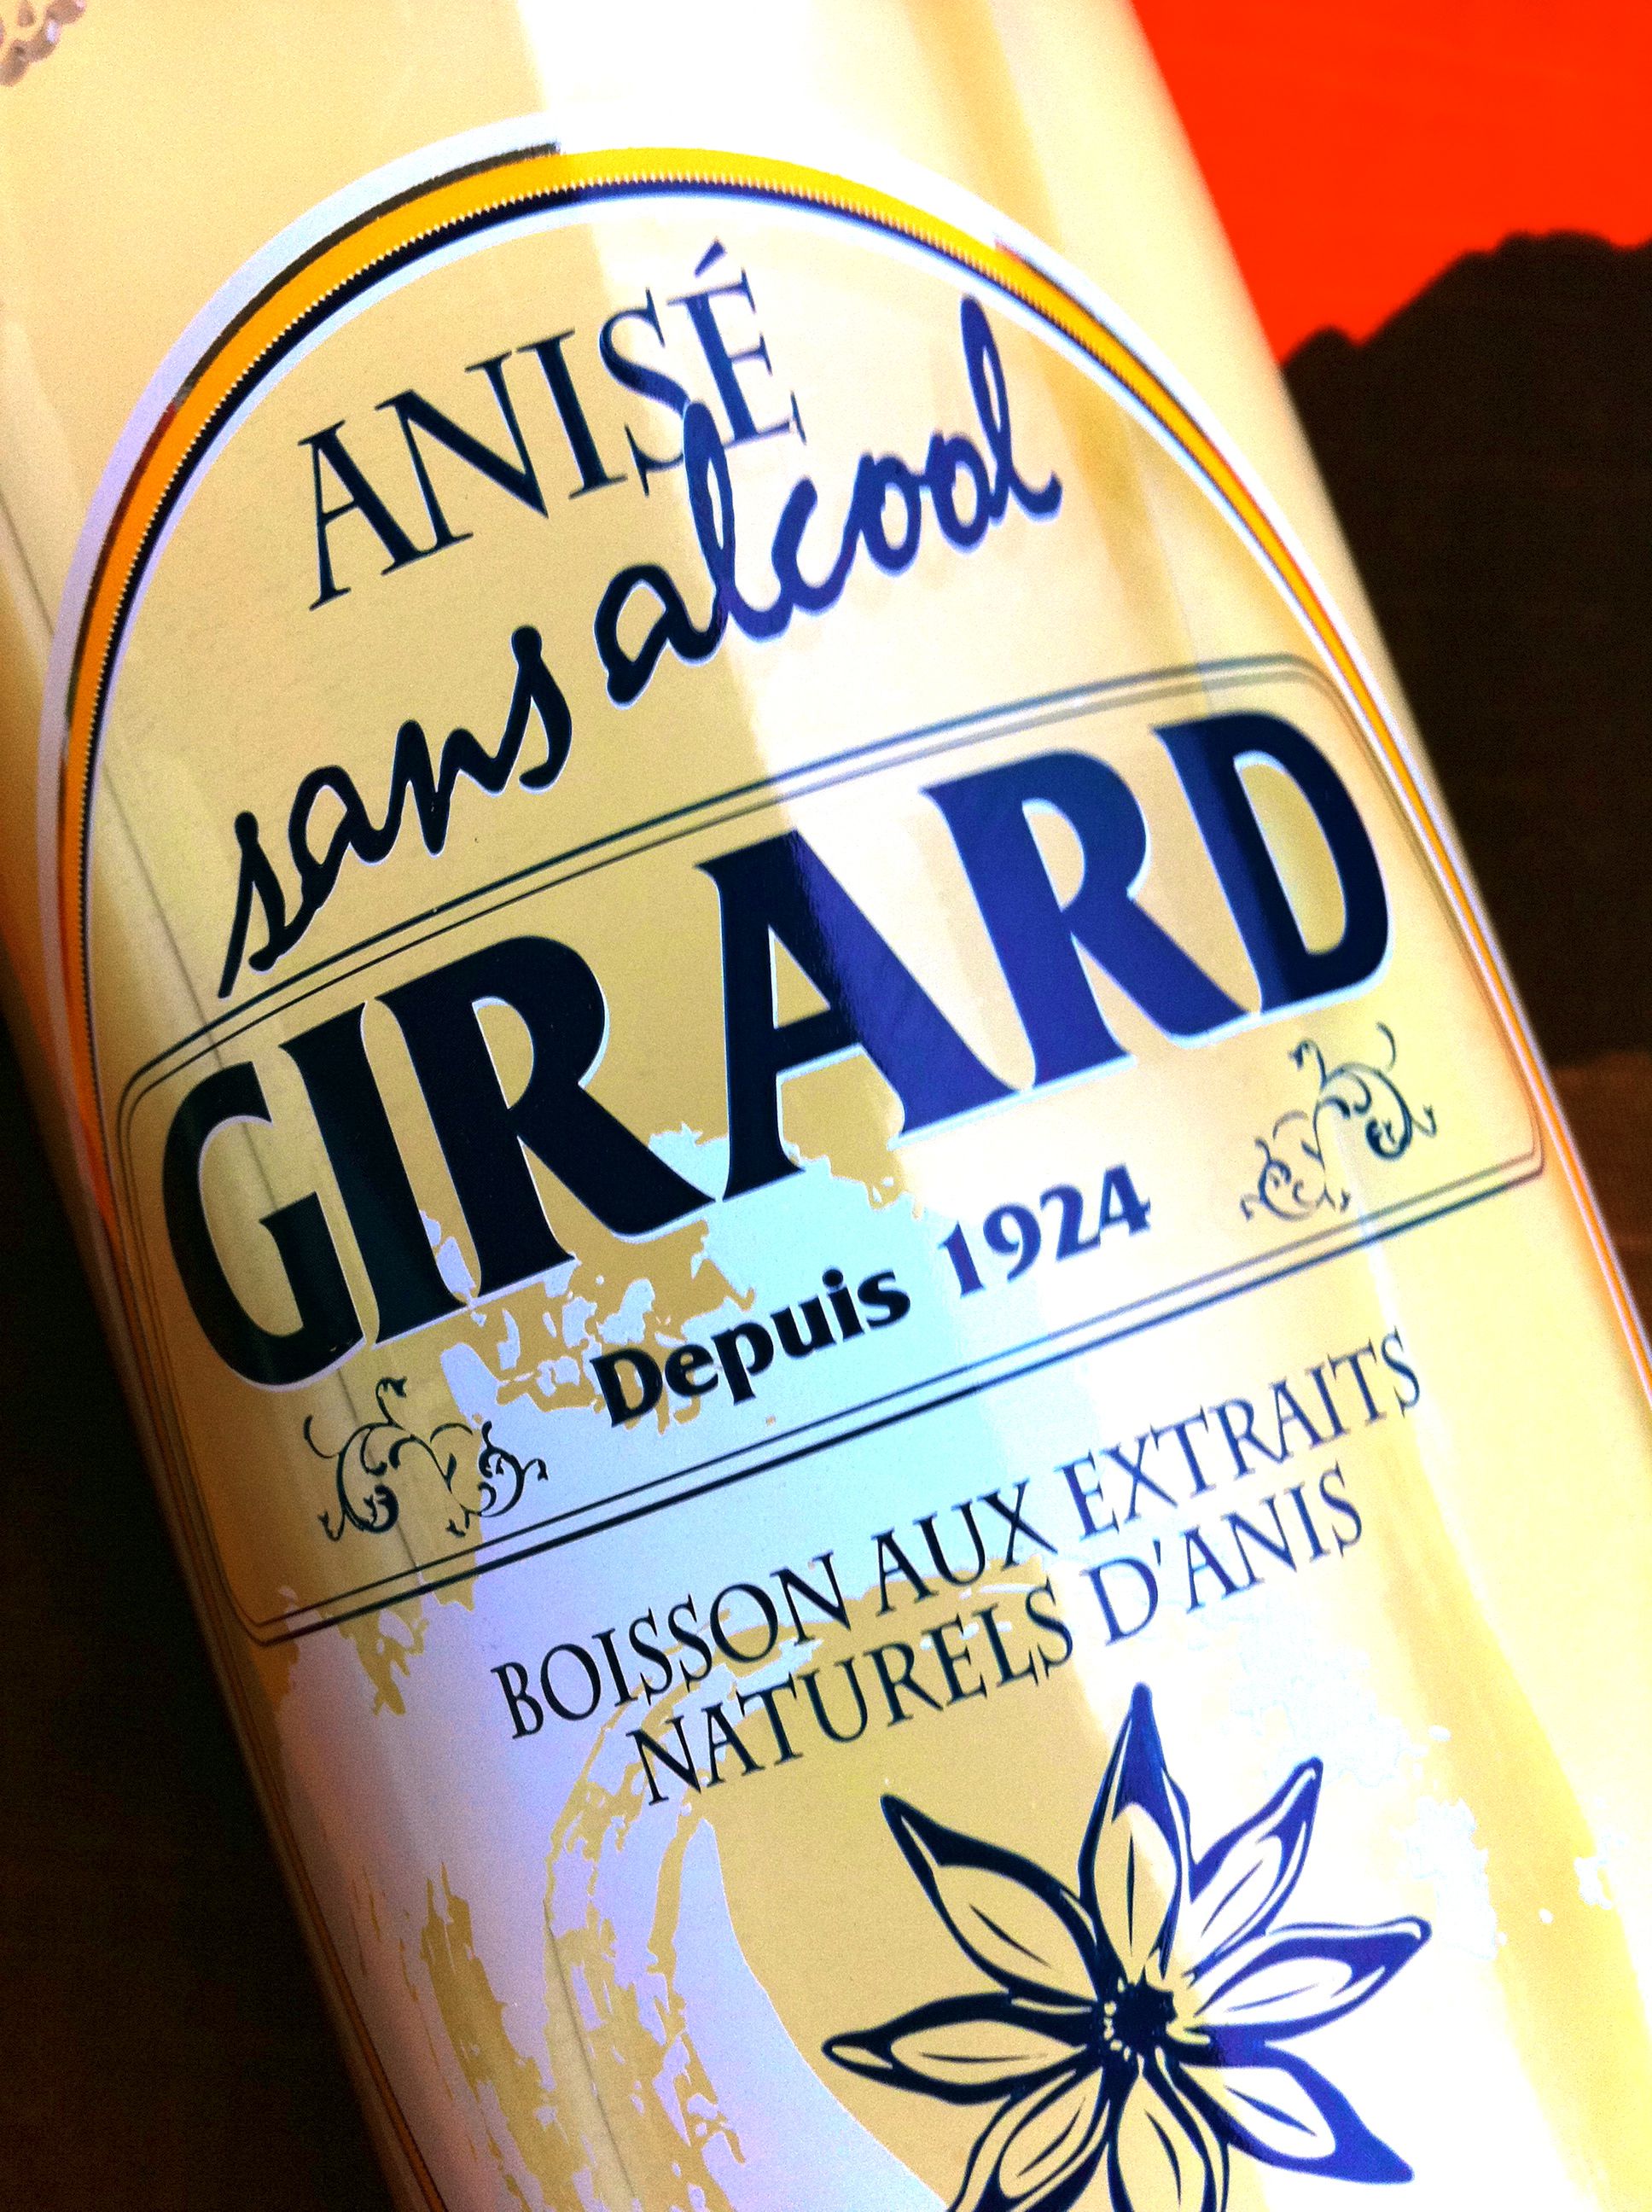 ANISÉ
sans alcool
GIRARD
Depuis 1924
BOISSON AUX EXTRAITS
NATURELS D'ANIS